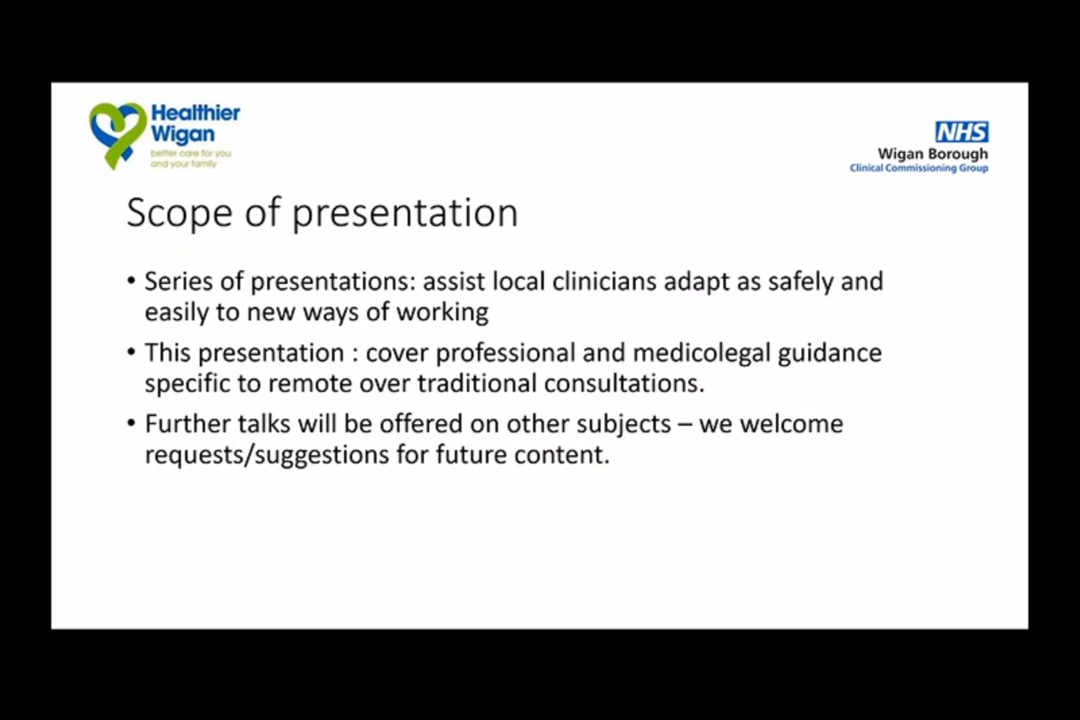 Healthier
Wigan
better care for you
and your family
NHS
Wigan Borough
Clinical Commissioning Group
Scope of presentation
• Series of presentations: assist local clinicians adapt as safely and
easily to new ways of working
• This presentation : cover professional and medicolegal guidance
specific to remote over traditional consultations.
• Further talks will be offered on other subjects – we welcome
requests/suggestions for future content.